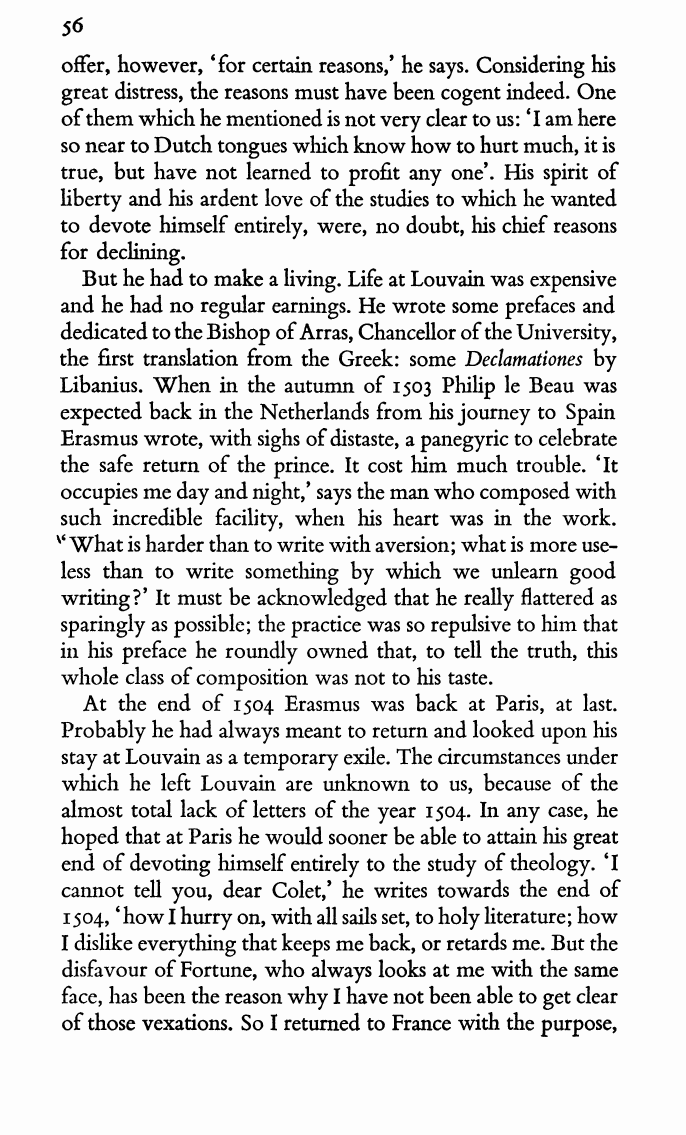 56
offer, however, ‘for certain reasons,’ he says. Considering his
great distress, the reasons must have been cogent indeed. One
of them which he mentioned is not very clear to us: ‘I am here
so near to Dutch tongues which know how to hurt much, it is
true, but have not learned to profit any one’. His spirit of
liberty and his ardent love of the studies to which he wanted
to devote himself entirely, were, no doubt, his chief reasons
for declining.
But he had to make a living. Life at Louvain was expensive
and he had no regular earnings. He wrote some prefaces and
dedicated to the Bishop of Arras, Chancellor of the University,
the first translation from the Greek: some Declamationes by
Libanius. When in the autumn of 1503 Philip le Beau was
expected back in the Netherlands from his journey to Spain
Erasmus wrote, with sighs of distaste, a panegyric to celebrate
the safe return of the prince. It cost him much trouble. ‘It
occupies me day and night,’ says the man who composed with
such incredible facility, when his heart was in the work.
‘‘What is harder than to write with aversion; what is more use-
less than to write something by which we unlearn good
writing?’ It must be acknowledged that he really flattered as
sparingly as possible; the practice was so repulsive to him that
in his preface he roundly owned that, to tell the truth, this
whole class of composition was not to his taste.
At the end of 1504 Erasmus was back at Paris, at last.
Probably he had always meant to return and looked upon his
stay at Louvain as a temporary exile. The circumstances under
which he left Louvain are unknown to us, because of the
almost total lack of letters of the year 1504. In any case, he
hoped that at Paris he would sooner be able to attain his great
end of devoting himself entirely to the study of theology. ‘I
cannot tell you, dear Colet,’ he writes towards the end of
1504, ‘how I hurry on, with all sails set, to holy literature; how
I dislike everything that keeps me back, or retards me. But the
disfavour of Fortune, who always looks at me with the same
face, has been the reason why I have not been able to get clear
of those vexations. So I returned to France with the purpose,